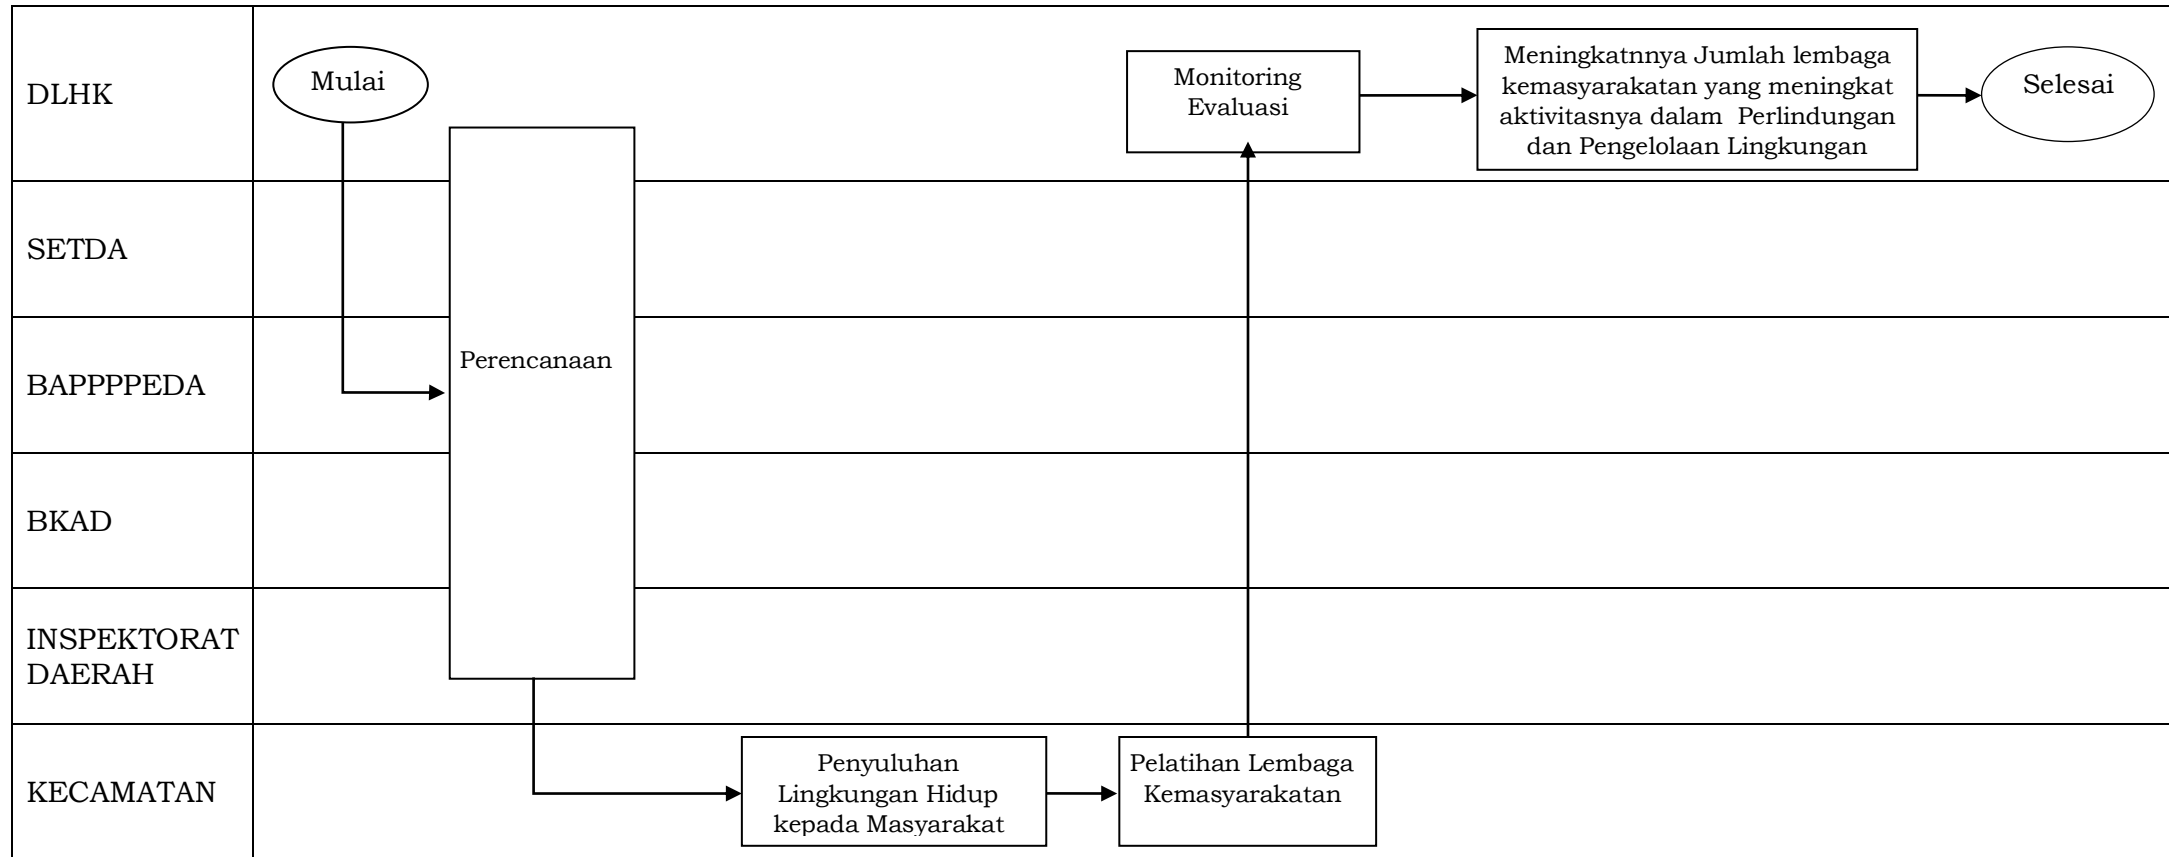 DLHK
Mulai
Monitoring
Evaluasi
Meningkatnnya Jumlah lembaga
kemasyarakatan yang meningkat
aktivitasnya dalam Perlindungan
dan Pengelolaan Lingkungan
Selesai
SETDA
BAPPPPEDA
Perencanaan
BKAD
INSPEKTORAT
DAERAH
KECAMATAN
Penyuluhan
Lingkungan Hidup
kepada Masyarakat
Pelatihan Lembaga
Kemasyarakatan